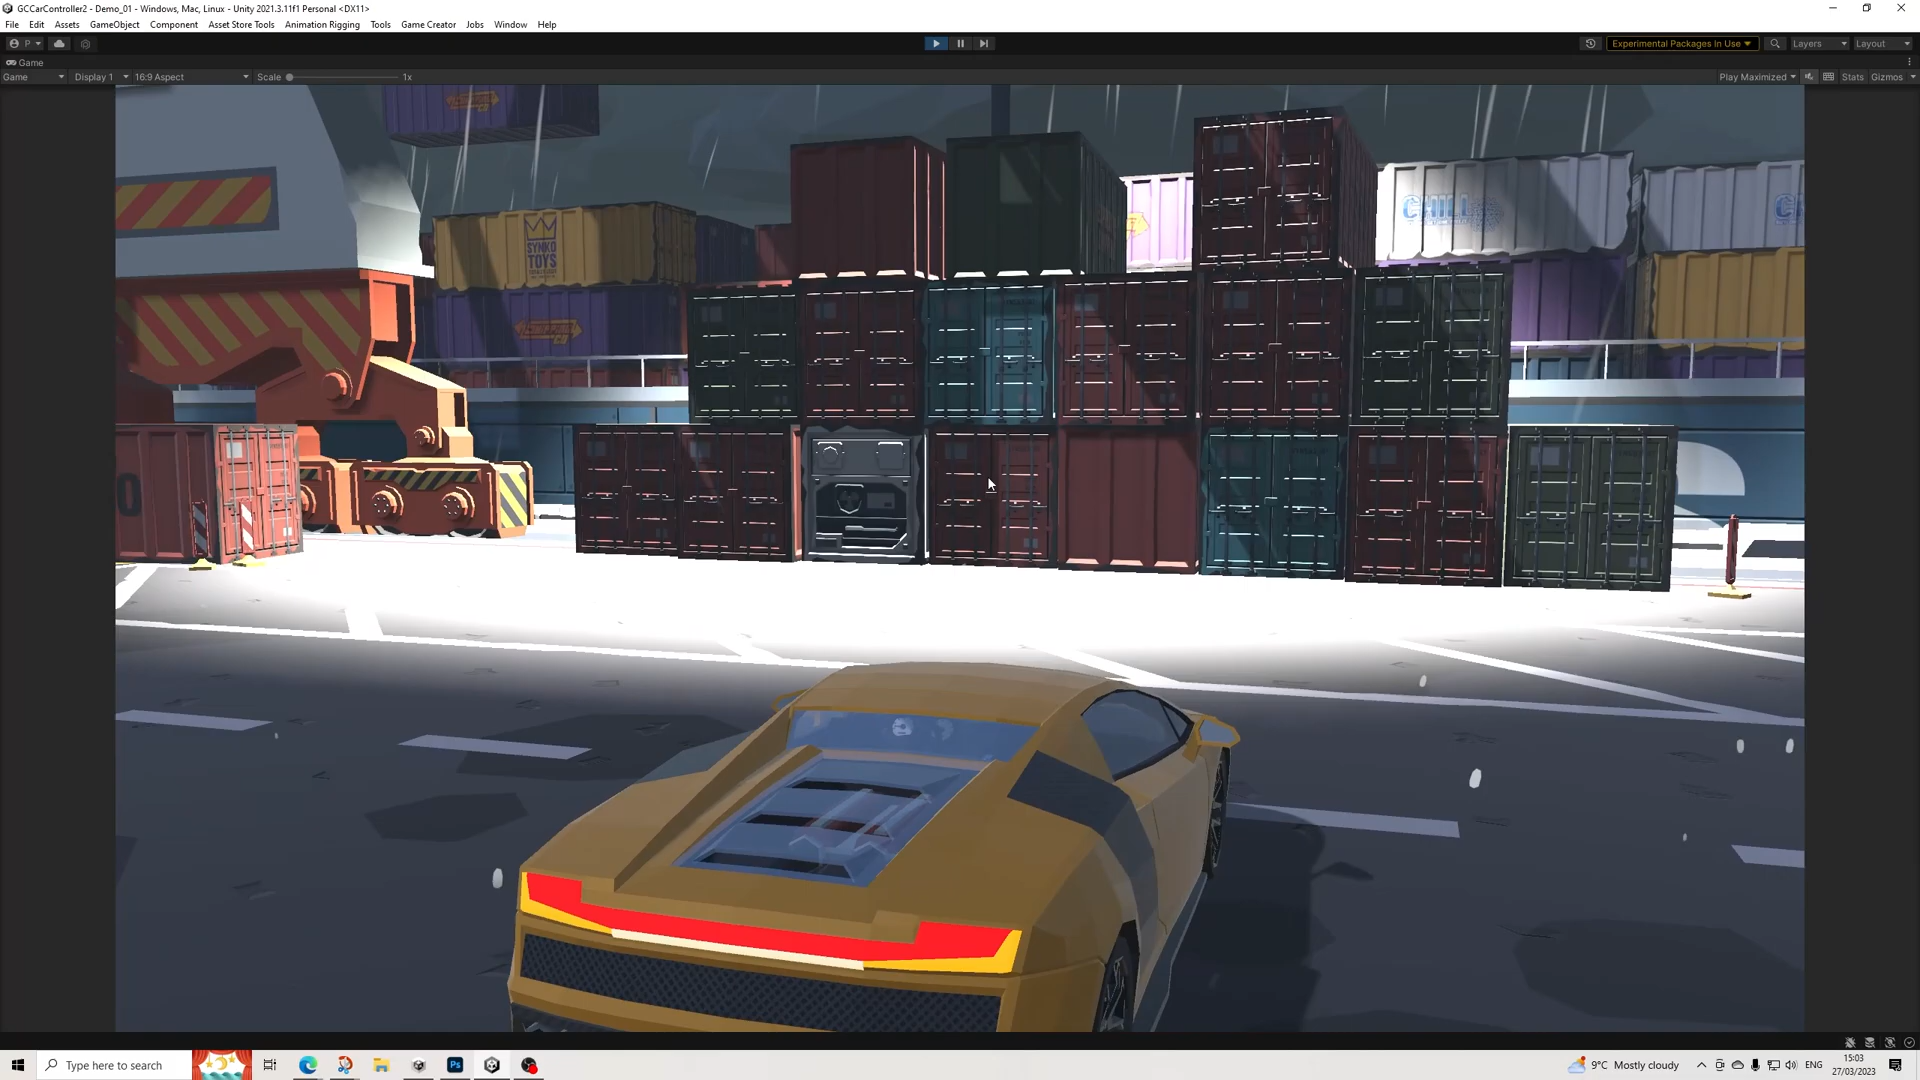 GCCarController2 - Demo_01 - Windows, Mac, Linux - Unity 2021.3.11f1 Personal <DX11>
File Edit Assets GameObject Component Asset Store Tools Animation Rigging Tools Game Creator Jobs Window Help
P Experimental Packages In Use Layers Layout
Game
Game Display 1 16:9 Aspect Scale 1x Play Maximized Stats Gizmos
CHILL
SYNKO
TOYS
Type here to search
Ps
9°C Mostly cloudy
ENG
15:03
27/03/2023